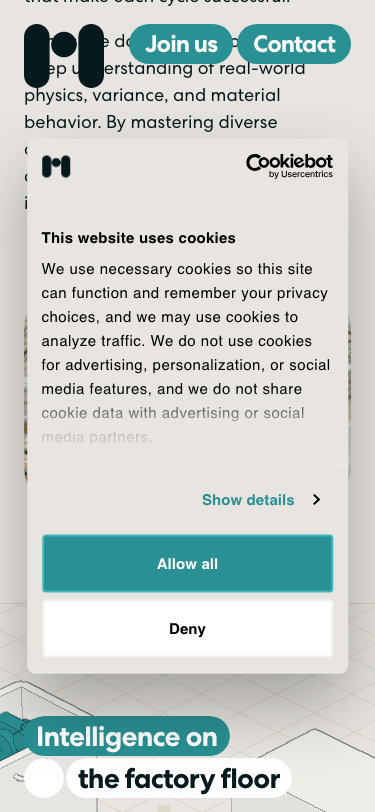 that make each cycle successful.
Join us
Contact
of real-world
physics, variance, and material
behavior. By mastering diverse
Cookiebot
by Usercentrics
This website uses cookies
We use necessary cookies so this site
can function and remember your privacy
choices, and we may use cookies to
analyze traffic. We do not use cookies
for advertising, personalization, or social
media features, and we do not share
cookie data with advertising or social
media partners.
Show details
Allow all
Deny
Intelligence on
the factory floor